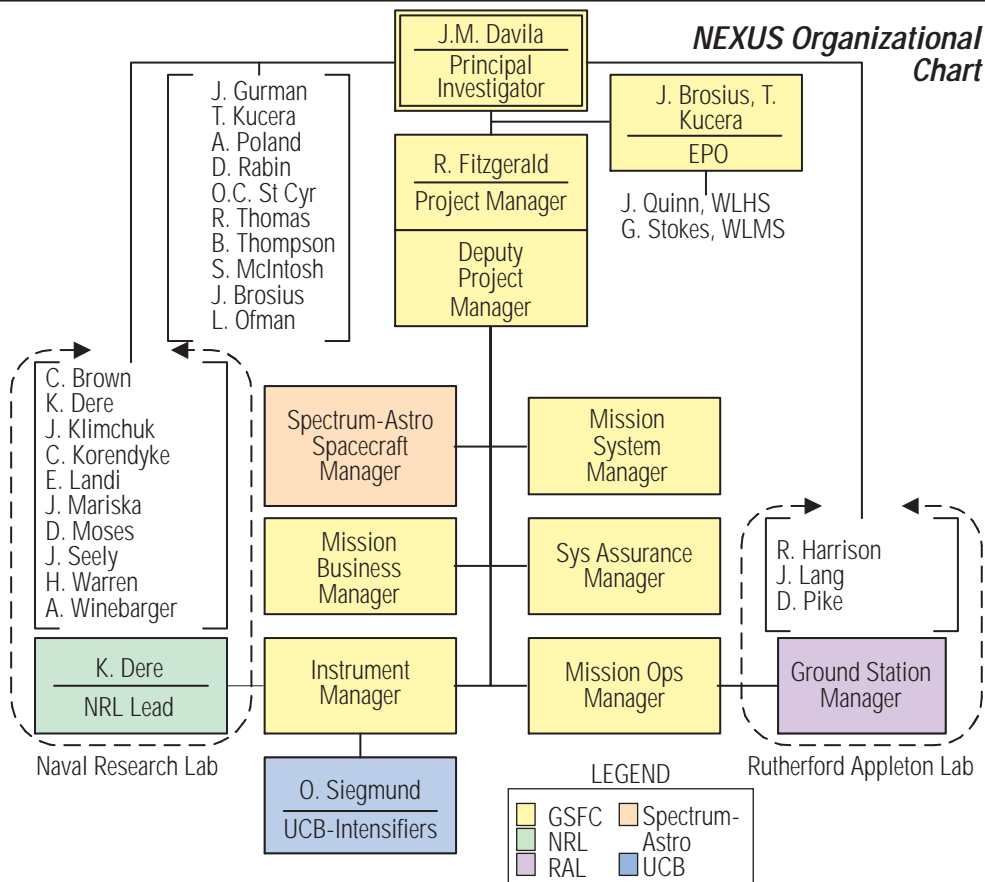 NEXUS Organizational
Chart
J.M. Davila
Principal
Investigator
J. Gurman
T. Kucera
A. Poland
D. Rabin
O.C. St Cyr
R. Thomas
B. Thompson
S. McIntosh
J. Brosius
L. Ofman
J. Brosius, T.
Kucera
EPO
J. Quinn, WLHS
G. Stokes, WLMS
R. Fitzgerald
Project Manager
Deputy
Project
Manager
C. Brown
K. Dere
J. Klimchuk
C. Korendyke
E. Landi
J. Mariska
D. Moses
J. Seely
H. Warren
A. Winebarger
Spectrum-Astro
Spacecraft
Manager
Mission
System
Manager
Mission
Business
Manager
Sys Assurance
Manager
R. Harrison
J. Lang
D. Pike
K. Dere
NRL Lead
Instrument
Manager
Mission Ops
Manager
Ground Station
Manager
Naval Research Lab
Rutherford Appleton Lab
O. Siegmund
UCB-Intensifiers
LEGEND
GSFC
NRL
RAL
Spectrum-
Astro
UCB